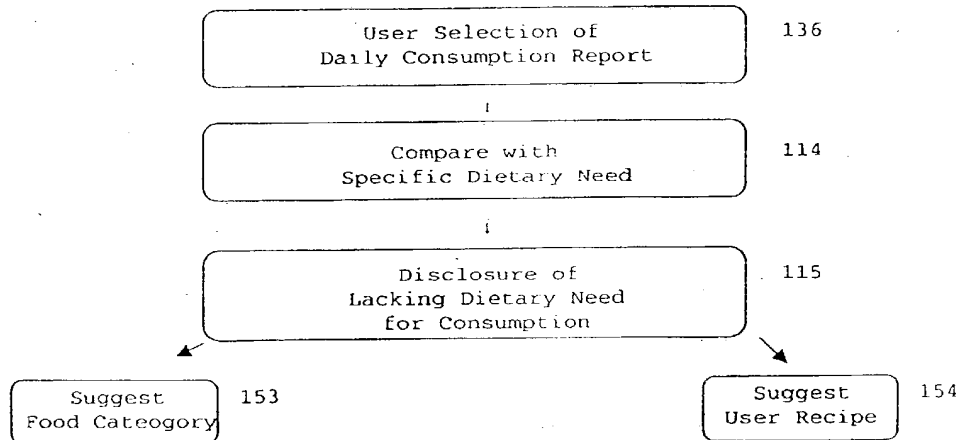 User Selection of 136
Daily Consumption Report
Compare with 114
Specific Dietary Need
Disclosure of 115
Lacking Dietary Need
for Consumption
Suggest 153
Food Cateogory
Suggest 154
User Recipe